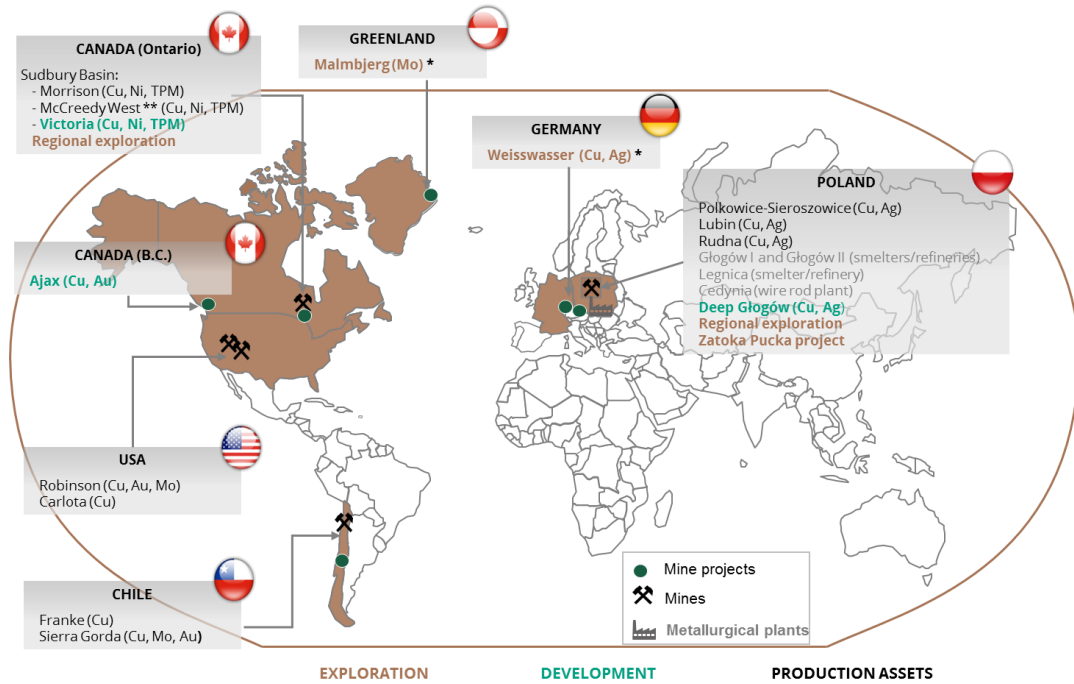 CANADA (Ontario)
Sudbury Basin:
- Morrison (Cu, Ni, TPM)
- McCreedy West ** (Cu, Ni, TPM)
- Victoria (Cu, Ni, TPM)
Regional exploration
GREENLAND
Malmbjerg (Mo) *
GERMANY
Weisswasser (Cu, Ag) *
POLAND
Polkowice-Sieroszowice (Cu, Ag)
Lubin (Cu, Ag)
Rudna (Cu, Ag)
Głogów I and Głogów II (smelters/refineries)
Legnica (smelter/refinery)
Cedynia (wire rod plant)
Deep Głogów (Cu, Ag)
Regional exploration
Zatoka Pucka project
CANADA (B.C.)
Ajax (Cu, Au)
USA
Robinson (Cu, Au, Mo)
Carlota (Cu)
CHILE
Franke (Cu)
Sierra Gorda (Cu, Mo, Au)
Mine projects
Mines
Metallurgical plants
EXPLORATION
DEVELOPMENT
PRODUCTION ASSETS